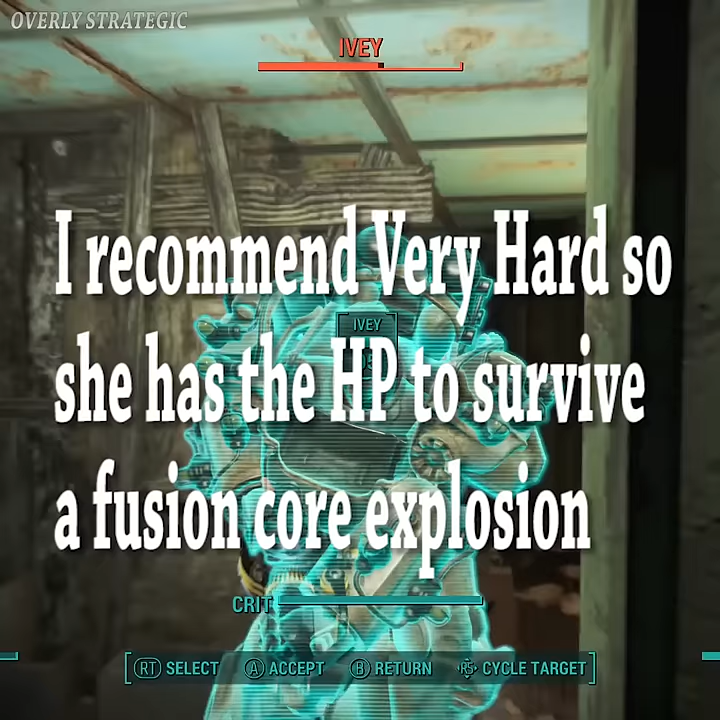 OVERLY STRATEGIC
IVEY
I recommend Very Hard so
IVEY
she has the HP to survive
a fusion core explosion
CRIT
RT SELECT A ACCEPT B RETURN RS CYCLE TARGET